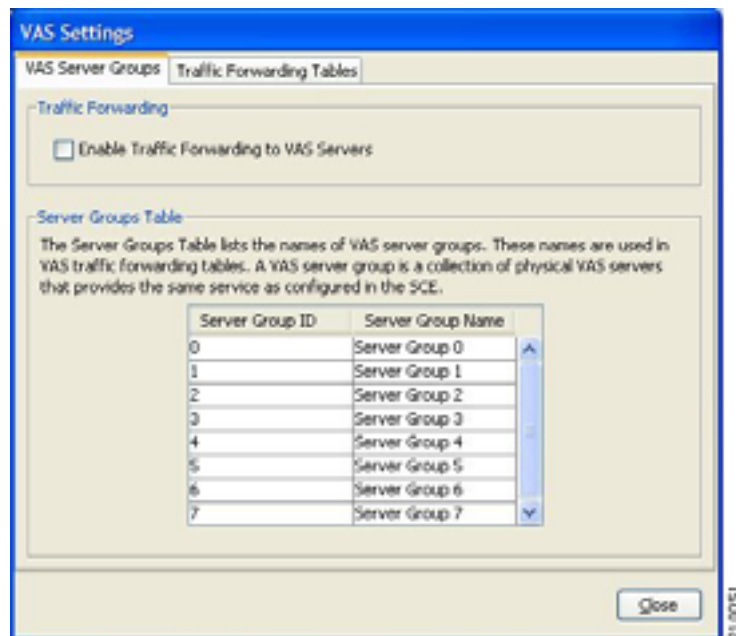 VAS Settings
VAS Server Groups Traffic Forwarding Tables
Traffic Forwarding
Enable Traffic Forwarding to VAS Servers
Server Groups Table
The Server Groups Table lists the names of VAS server groups. These names are used in
VAS traffic forwarding tables. A VAS server group is a collection of physical VAS servers
that provides the same service as configured in the SCE.
Server Group ID Server Group Name
0 Server Group 0
1 Server Group 1
2 Server Group 2
3 Server Group 3
4 Server Group 4
5 Server Group 5
6 Server Group 6
7 Server Group 7
Close